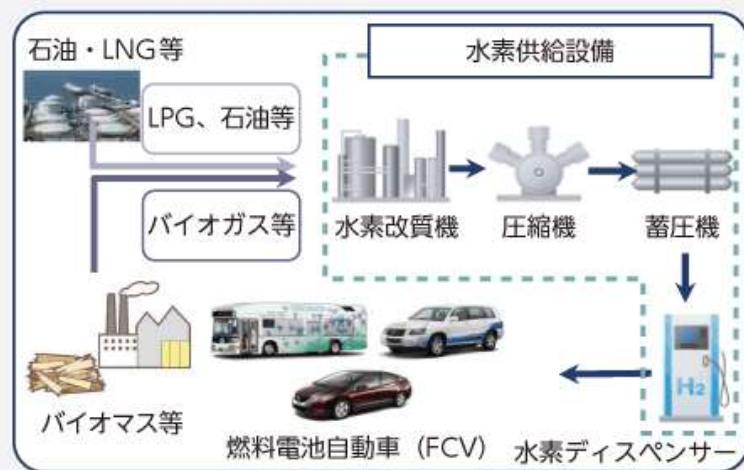 石油・LNG等
水素供給設備
LPG、石油等
バイオガス等
水素改質機
圧縮機
蓄圧機
H2
バイオマス等
燃料電池自動車（FCV）
水素ディスペンサー